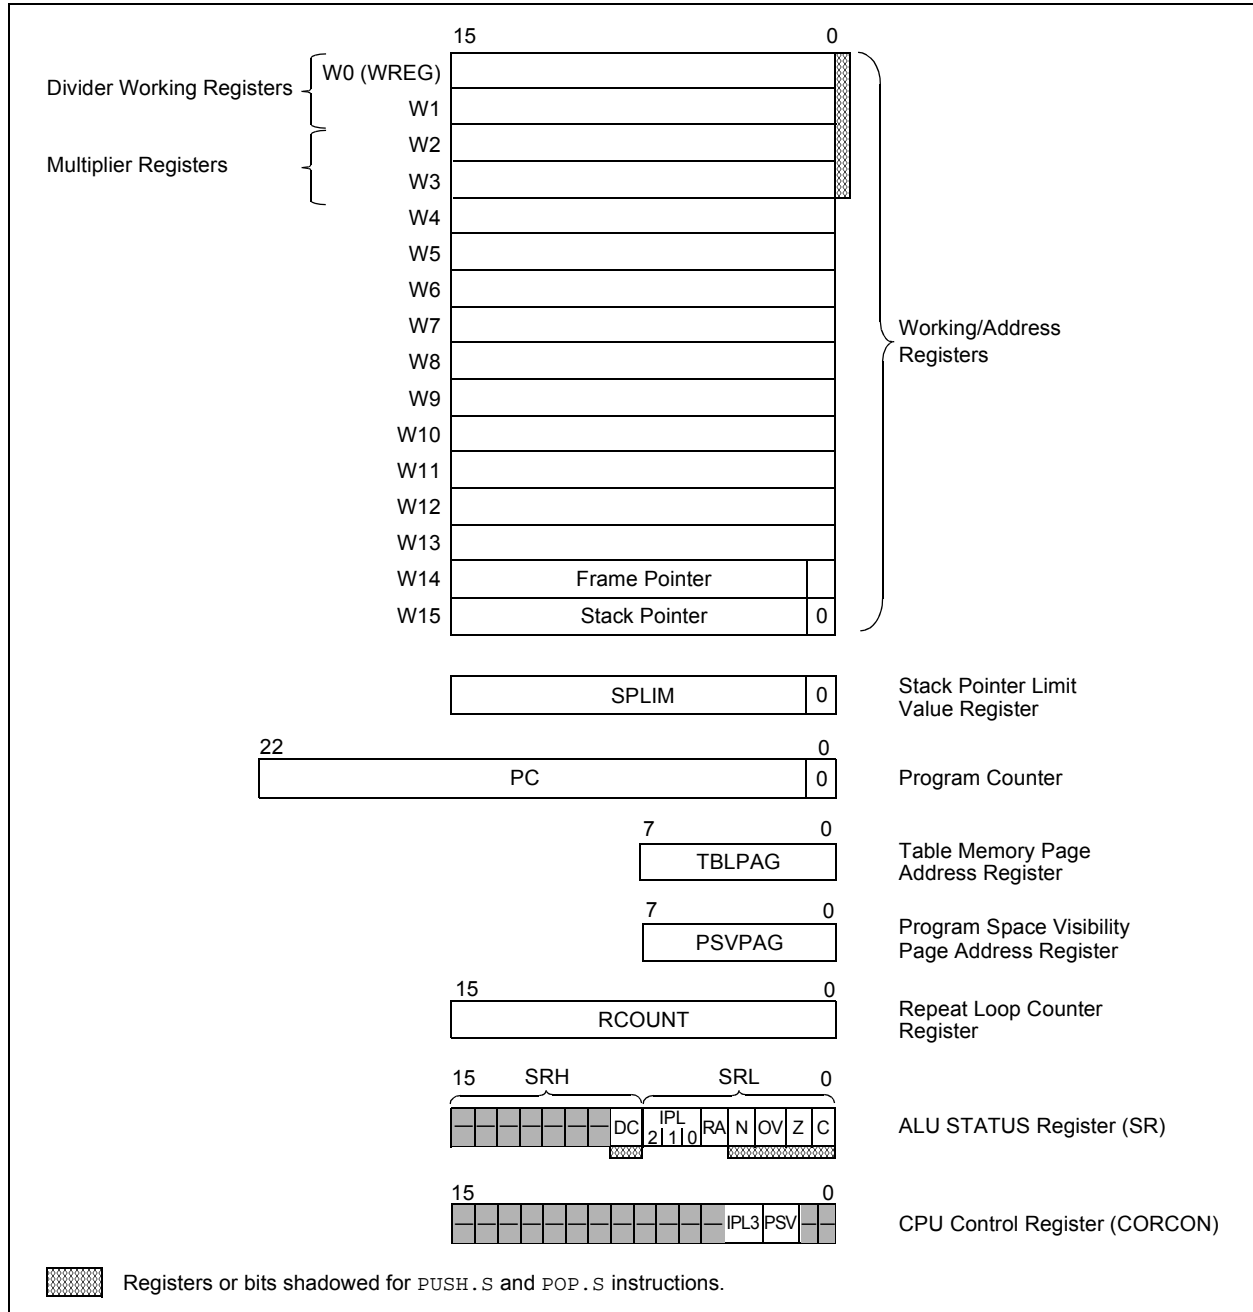 15 0
W0 (WREG)
Divider Working Registers
W1
W2
Multiplier Registers
W3
W4
W5
W6
W7
Working/Address
Registers
W8
W9
W10
W11
W12
W13
W14 Frame Pointer
W15 Stack Pointer 0
SPLIM 0
Stack Pointer Limit
Value Register
22 0
PC 0 Program Counter
7 0
TBLPAG
Table Memory Page
Address Register
7 0
PSVPAG
Program Space Visibility
Page Address Register
15 0
RCOUNT
Repeat Loop Counter
Register
15 SRH SRL 0
— — — — — — — DC IPL 2 1 0 RA N OV Z C ALU STATUS Register (SR)
15 0
— — — — — — — — — — — — IPL3 PSV — — CPU Control Register (CORCON)
Registers or bits shadowed for PUSH.S and POP.S instructions.